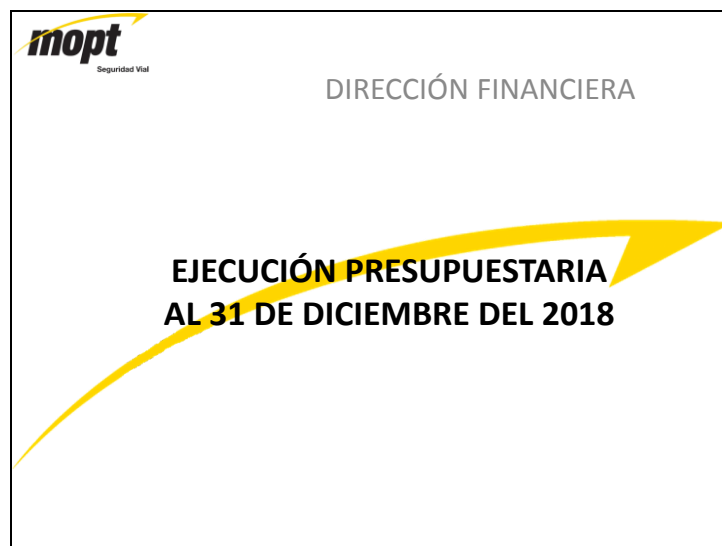 mopt
Seguridad Vial
DIRECCIÓN FINANCIERA
EJECUCIÓN PRESUPUESTARIA
AL 31 DE DICIEMBRE DEL 2018